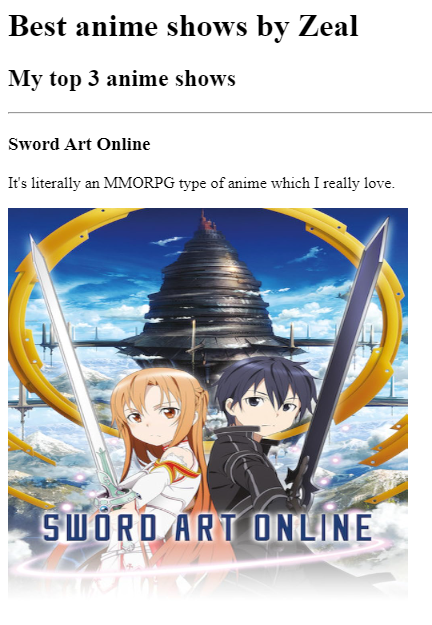 Best anime shows by Zeal
My top 3 anime shows
Sword Art Online
It's literally an MMORPG type of anime which I really love.
SWORD ART ONLINE